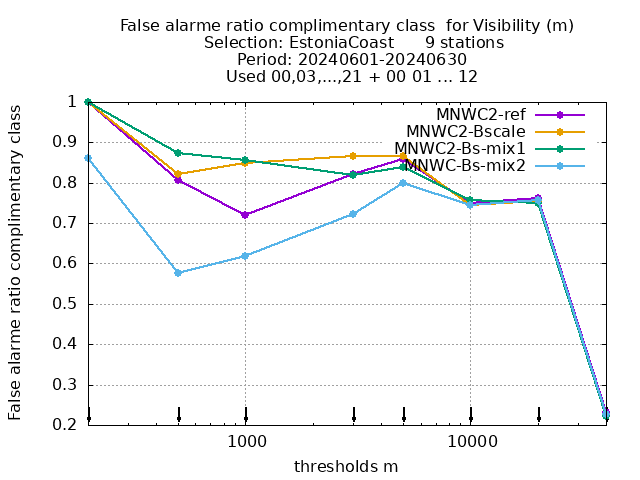 False alarme ratio complimentary class  for Visibility (m)
Selection: EstoniaCoast      9 stations
Period: 20240601-20240630
Used 00,03,...,21 + 00 01 ... 12
False alarme ratio complimentary class
1
0.9
0.8
0.7
0.6
0.5
0.4
0.3
0.2
MNWC2-ref
MNWC2-Bscale
MNWC2-Bs-mix1
MNWC-Bs-mix2
1000
10000
thresholds m